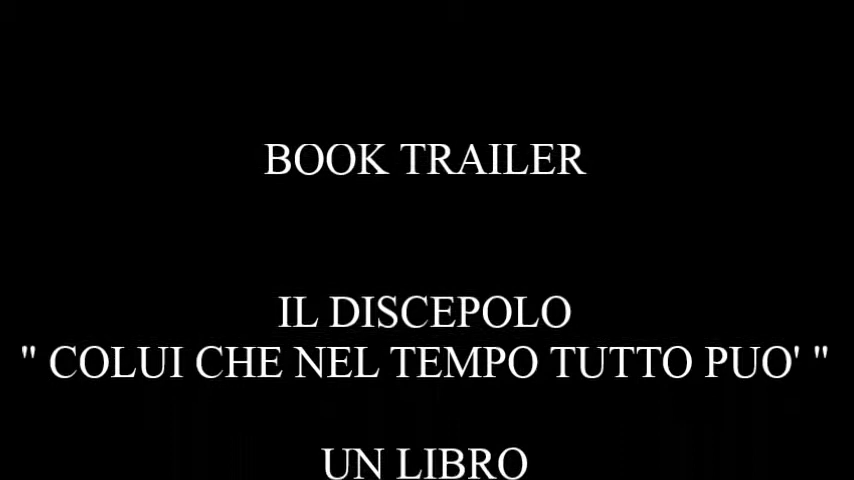 BOOK TRAILER
IL DISCEPOLO
" COLUI CHE NEL TEMPO TUTTO PUO' "
UN LIBRO